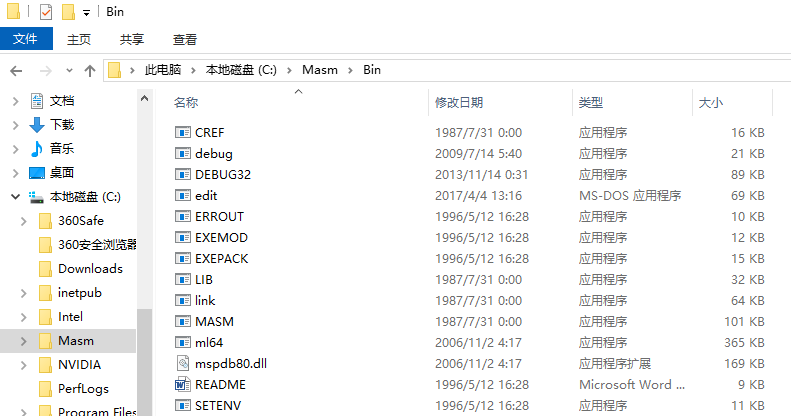 Bin
文件 主页 共享 查看
此电脑 本地磁盘 (C:) Masm Bin
文档
下载
音乐
桌面
本地磁盘 (C:)
360Safe
360安全浏览器
Downloads
inetpub
Intel
Masm
NVIDIA
PerfLogs
Program Files
名称 修改日期 类型 大小
CREF 1987/7/31 0:00 应用程序 16 KB
debug 2009/7/14 5:40 应用程序 21 KB
DEBUG32 2013/11/14 0:31 应用程序 89 KB
edit 2017/4/4 13:16 MS-DOS 应用程序 69 KB
ERROUT 1996/5/12 16:28 应用程序 10 KB
EXEMOD 1996/5/12 16:28 应用程序 12 KB
EXEPACK 1996/5/12 16:28 应用程序 15 KB
LIB 1987/7/31 0:00 应用程序 32 KB
link 1987/7/31 0:00 应用程序 64 KB
MASM 1987/7/31 0:00 应用程序 101 KB
ml64 2006/11/2 4:17 应用程序 365 KB
mspdb80.dll 2006/11/2 4:17 应用程序扩展 169 KB
README 1996/5/12 16:28 Microsoft Word ... 9 KB
SETENV 1996/5/12 16:28 应用程序 11 KB